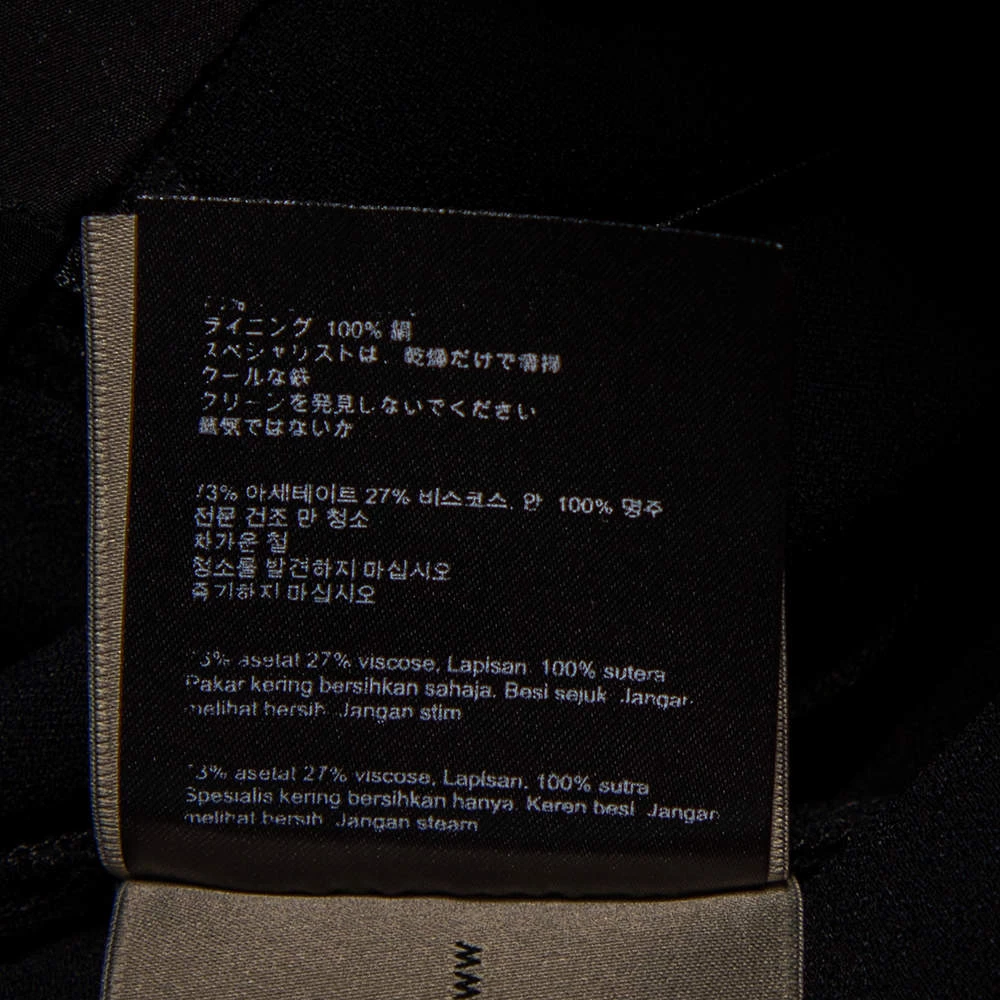 ライニング 100% 絹
スペシャリストは、乾燥だけで清掃
クールな鉄
クリーンを発見しないでください
蒸気ではないか
73% 아세테이트 27% 비스코스, 안 100% 명주
전문 건조 만 청소
차가운 철
청소를 발견하지 마십시오
증기하지 마십시오
73% asetat 27% viscose, Lapisan. 100% sutera
Pakar kering bersihkan sahaja. Besi sejuk Jangan
melihat bersih Jangan stim
73% asetat 27% viscose, Lapisan. 100% sutra
Spesialis kering bersihkan hanya. Keren besi Jangan
melihat bersih Jangan steam
WW